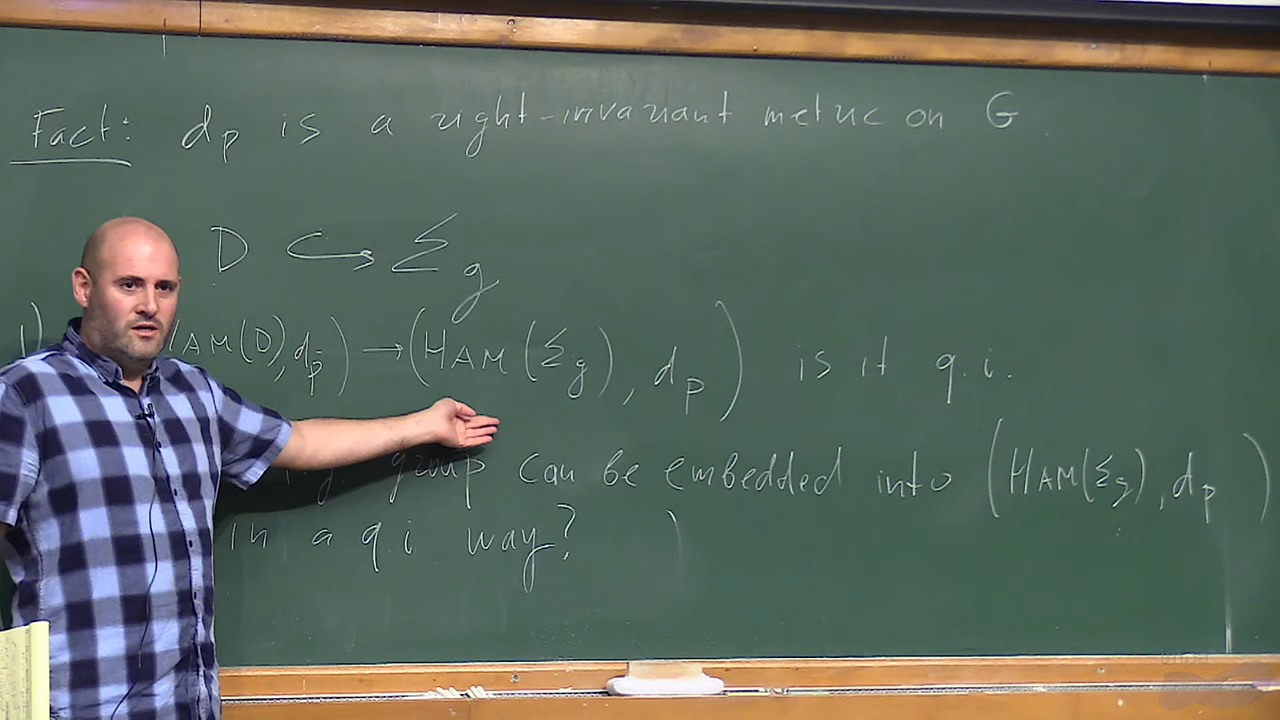 Fact: dp is a right-invariant metric on G.
D ↪ Σg
1) HAM(D), dp) → (HAM(Σg), dp) is it q.i.
group can be embedded into (HAM(Σg), dp)
in a q.i way?